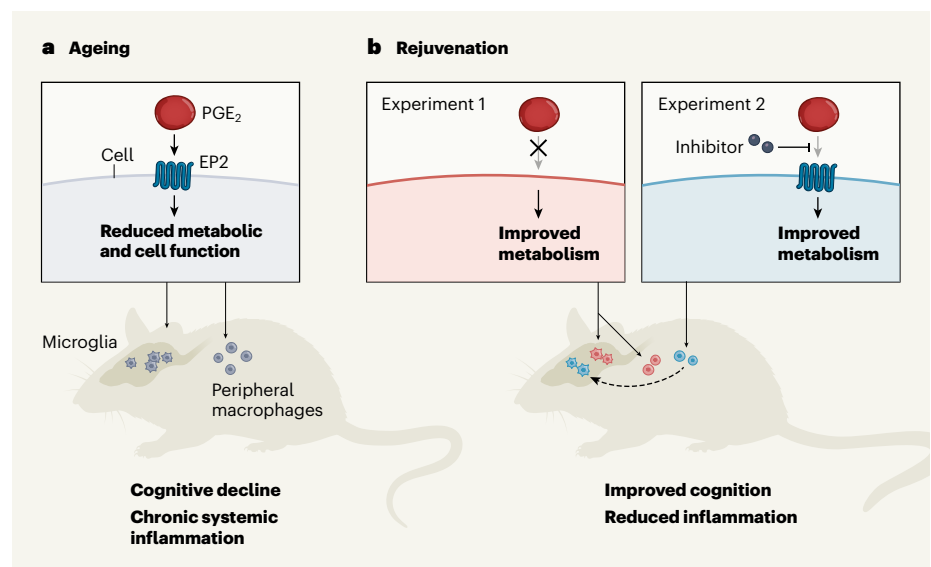 a Ageing
PGE₂
Cell
EP2
Reduced metabolic
and cell function
Microglia
Peripheral
macrophages
Cognitive decline
Chronic systemic
inflammation
b Rejuvenation
Experiment 1
Improved
metabolism
Experiment 2
Inhibitor
Improved
metabolism
Improved cognition
Reduced inflammation